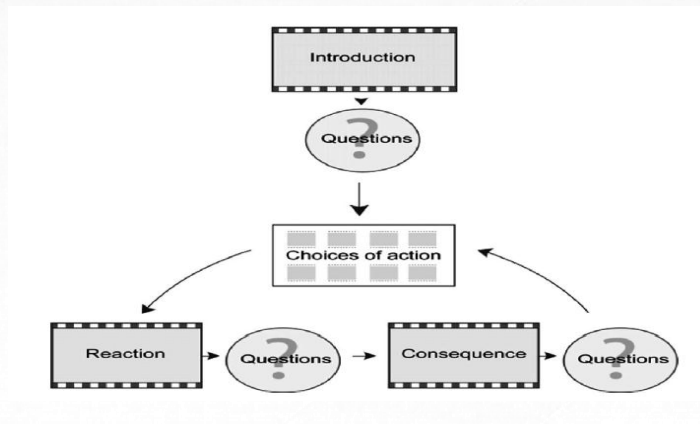 Introduction
Questions
Choices of action
Reaction
Questions
Consequence
Questions